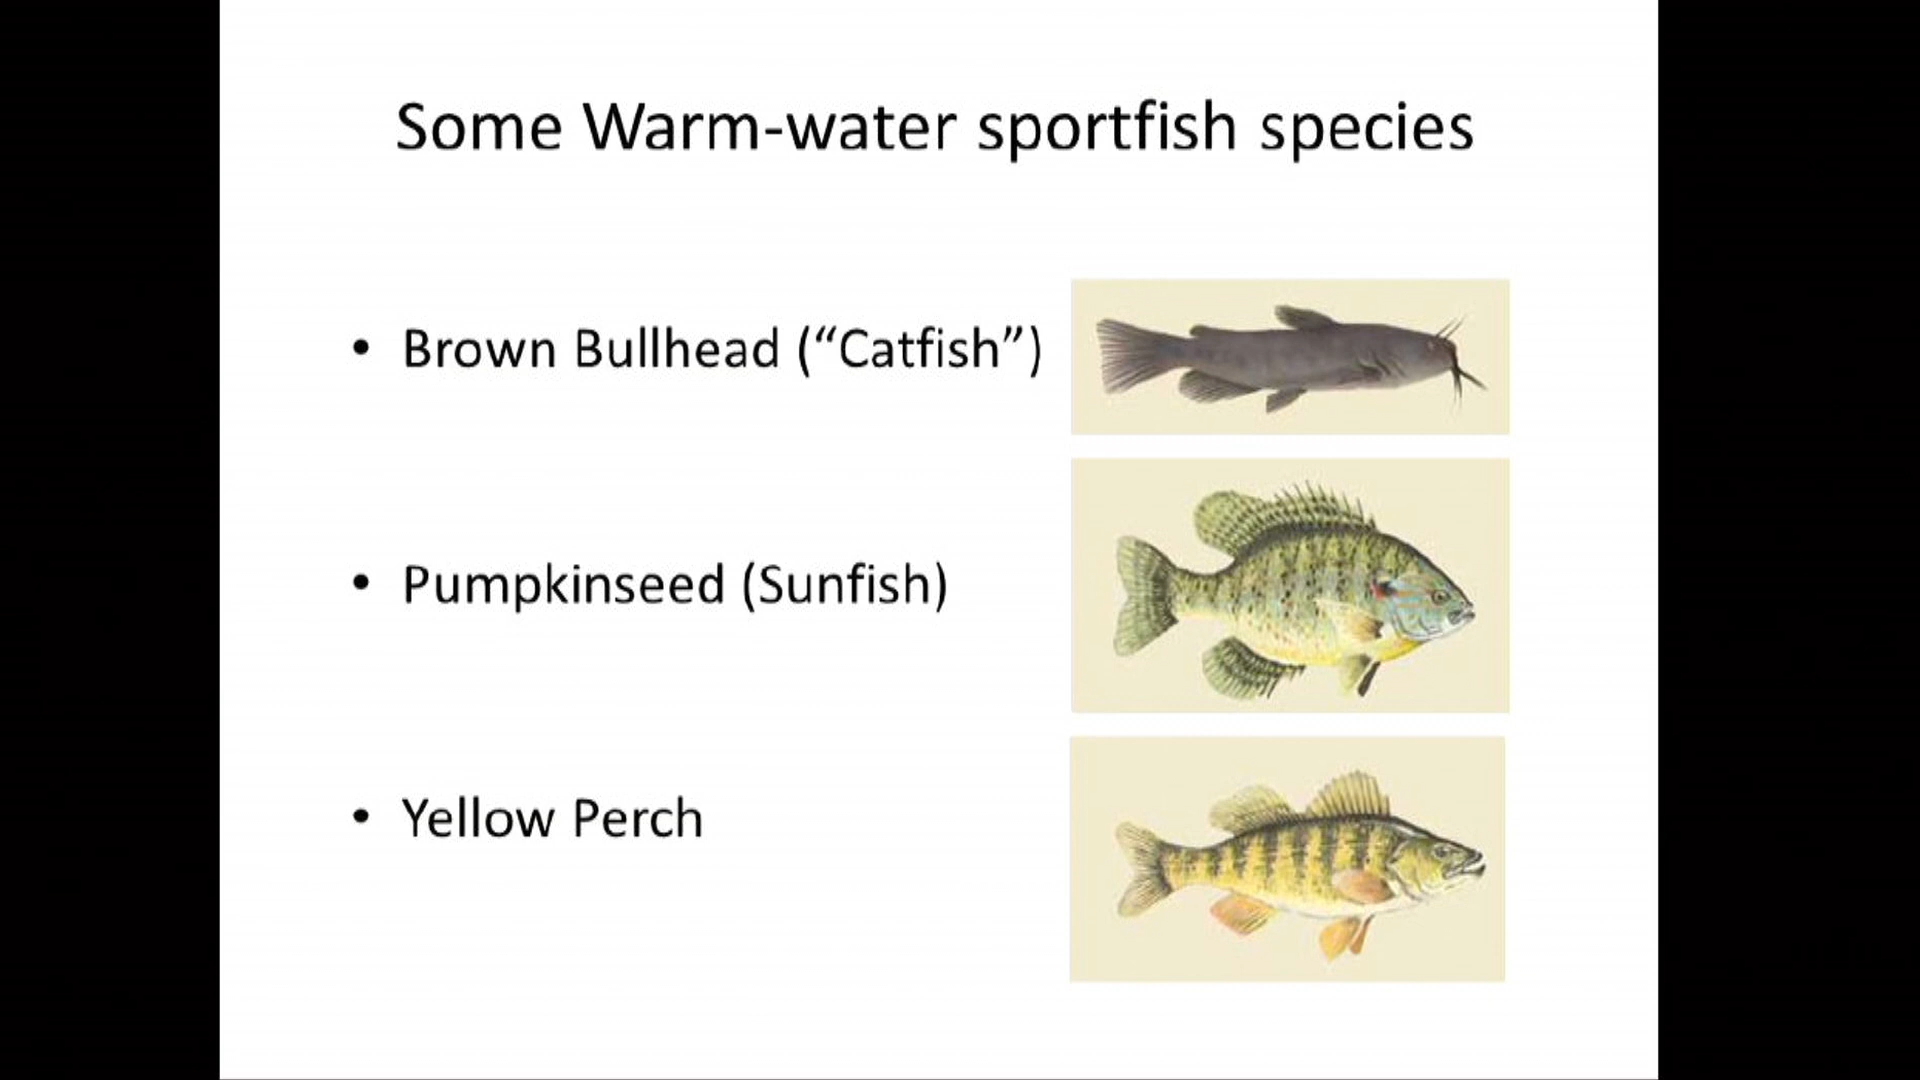 Some Warm-water sportfish species
• Brown Bullhead (“Catfish”)
• Pumpkinseed (Sunfish)
• Yellow Perch